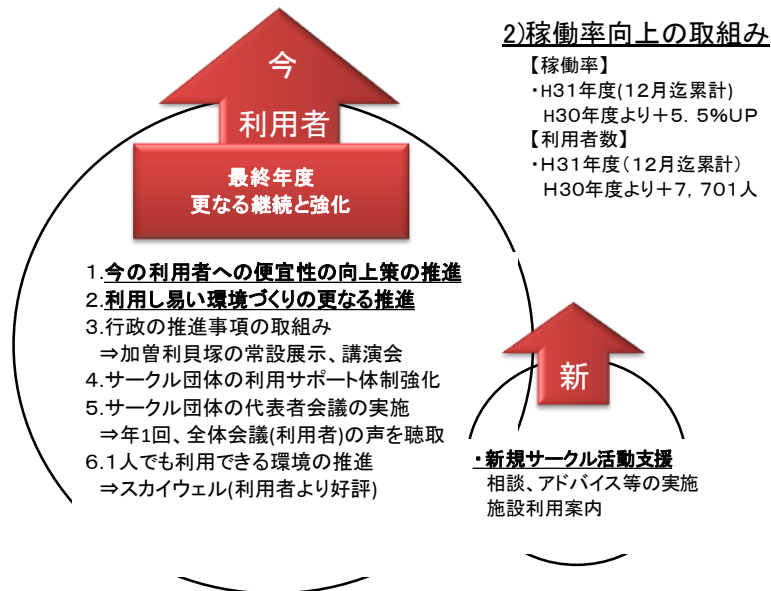 2)稼働率向上の取組み
【稼働率】
・H31年度(12月迄累計)
H30年度より＋5．5%UP
【利用者数】
・H31年度（12月迄累計）
H30年度より＋7，701人
今
利用者
最終年度
更なる継続と強化
1.今の利用者への便宜性の向上策の推進
2.利用し易い環境づくりの更なる推進
3.行政の推進事項の取組み
⇒加曽利貝塚の常設展示、講演会
4.サークル団体の利用サポート体制強化
5.サークル団体の代表者会議の実施
⇒年1回、全体会議(利用者)の声を聴取
6.1人でも利用できる環境の推進
⇒スカイウェル(利用者より好評)
新
・新規サークル活動支援
相談、アドバイス等の実施
施設利用案内